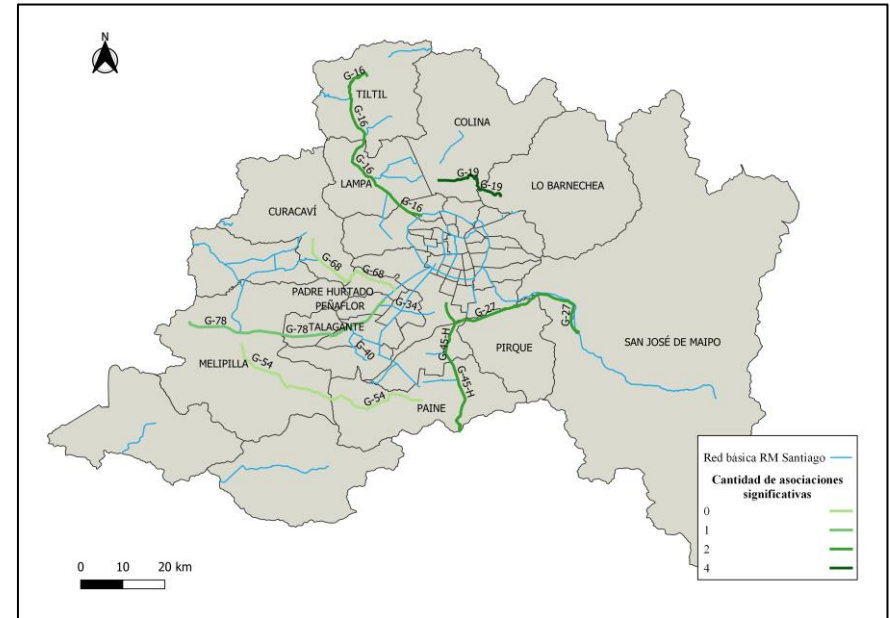 N
G-16
TILTIL
G-16
COLINA
G-16
G-19
G-19
LAMPA
LO BARNECHEA
G-16
CURACAVÍ
G-68
G-68
PADRE HURTADO
PEÑAFLOR
G-34
G-27
G-27
G-78
G-78
TALAGANTE
G-45-H
SAN JOSÉ DE MAIPO
G-40
PIRQUE
MELIPILLA
G-54
G-45-H
G-54
PAINE
Red básica RM Santiago
Cantidad de asociaciones
significativas
0
1
2
4
0 10 20 km